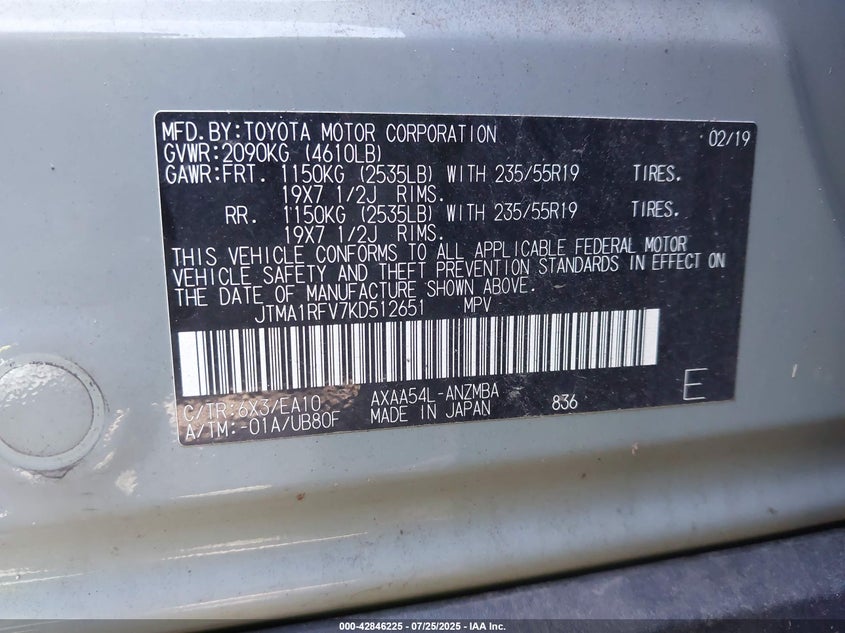 MFD.BY:TOYOTA MOTOR CORPORATION 02/19
GVWR:2090KG (4610LB)
GAWR:FRT. 1150KG (2535LB) WITH 235/55R19 TIRES.
19X7 1/2J RIMS.
RR. 1150KG (2535LB) WITH 235/55R19 TIRES.
19X7 1/2J RIMS.
THIS VEHICLE CONFORMS TO ALL APPLICABLE FEDERAL MOTOR
VEHICLE SAFETY AND THEFT PREVENTION STANDARDS IN EFFECT ON
THE DATE OF MANUFACTURE SHOWN ABOVE.
JTMA1RFV7KD512651 MPV
C/TR:6X3/EA10 AXAA54L-ANZMBA E
A/TM:-01A/UB80F MADE IN JAPAN 836
000-42846225 - 07/25/2025 - IAA Inc.